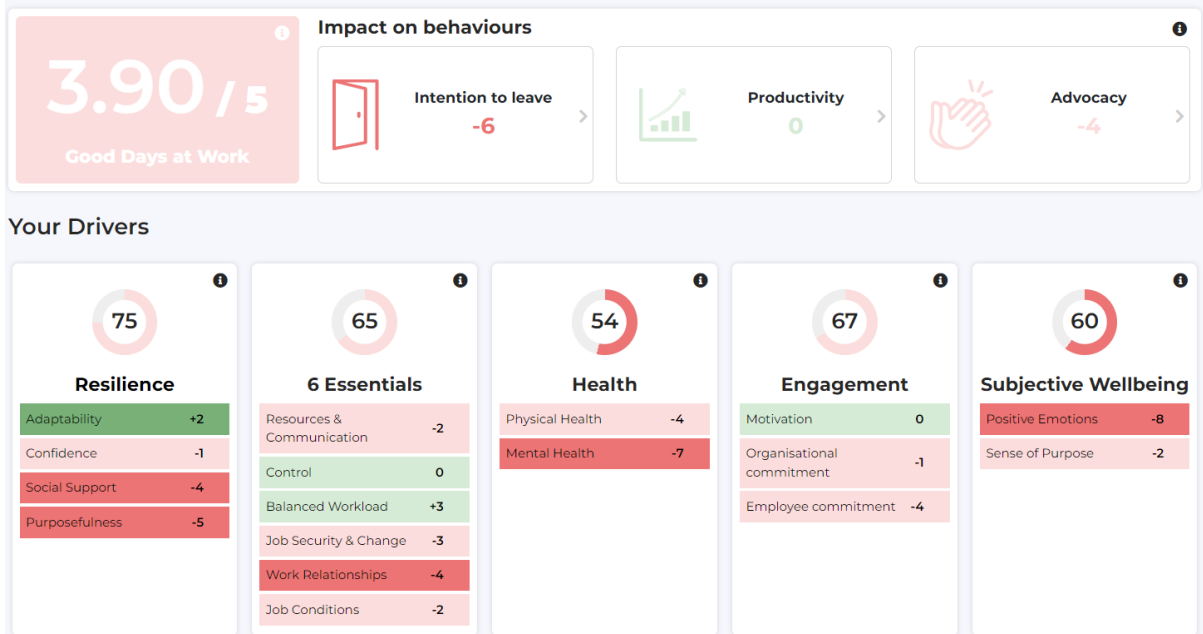 3.90 / 5
Good Days at Work
Impact on behaviours
Intention to leave
-6
Productivity
0
Advocacy
-4
Your Drivers
75
Resilience
Adaptability +2
Confidence -1
Social Support -4
Purposefulness -5
65
6 Essentials
Resources &
Communication -2
Control 0
Balanced Workload +3
Job Security & Change -3
Work Relationships -4
Job Conditions -2
54
Health
Physical Health -4
Mental Health -7
67
Engagement
Motivation 0
Organisational
commitment -1
Employee commitment -4
60
Subjective Wellbeing
Positive Emotions -8
Sense of Purpose -2